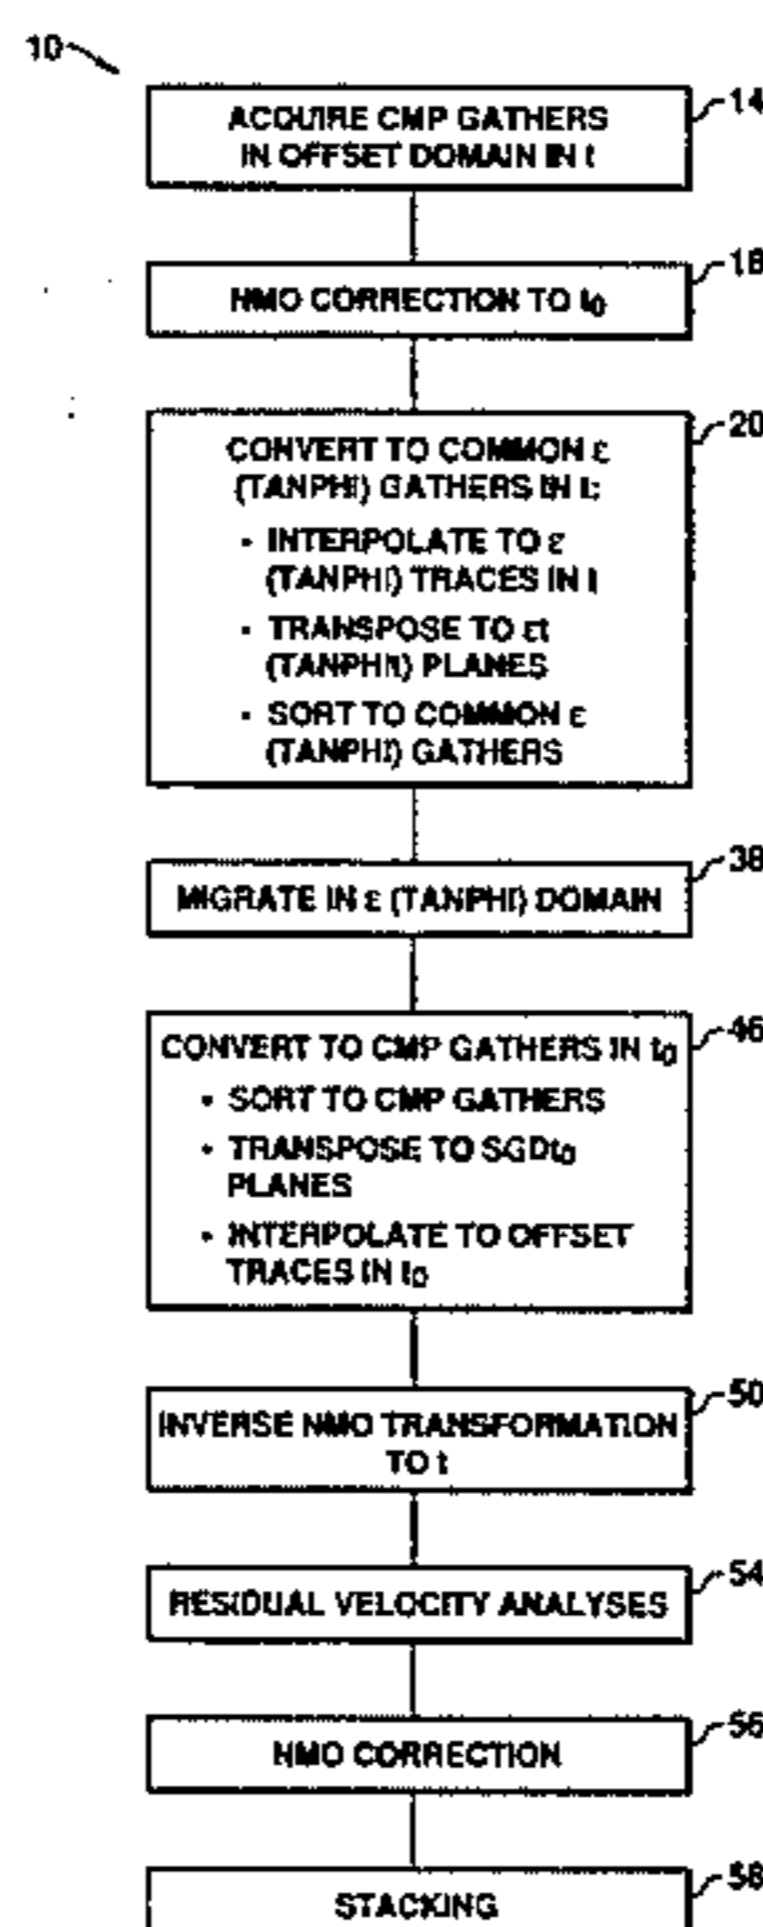 10
14
ACQUIRE CMP GATHERS
IN OFFSET DOMAIN IN t
18
NMO CORRECTION TO t₀
20
CONVERT TO COMMON ε
(TANPHI) GATHERS IN t:
• INTERPOLATE TO ε
(TANPHI) TRACES IN t
• TRANSPOSE TO εt
(TANPHIt) PLANES
• SORT TO COMMON ε
(TANPHI) GATHERS
38
MIGRATE IN ε (TANPHI) DOMAIN
46
CONVERT TO CMP GATHERS IN t₀
• SORT TO CMP GATHERS
• TRANSPOSE TO SGDt₀
PLANES
• INTERPOLATE TO OFFSET
TRACES IN t₀
50
INVERSE NMO TRANSFORMATION
TO t
54
RESIDUAL VELOCITY ANALYSES
56
NMO CORRECTION
58
STACKING